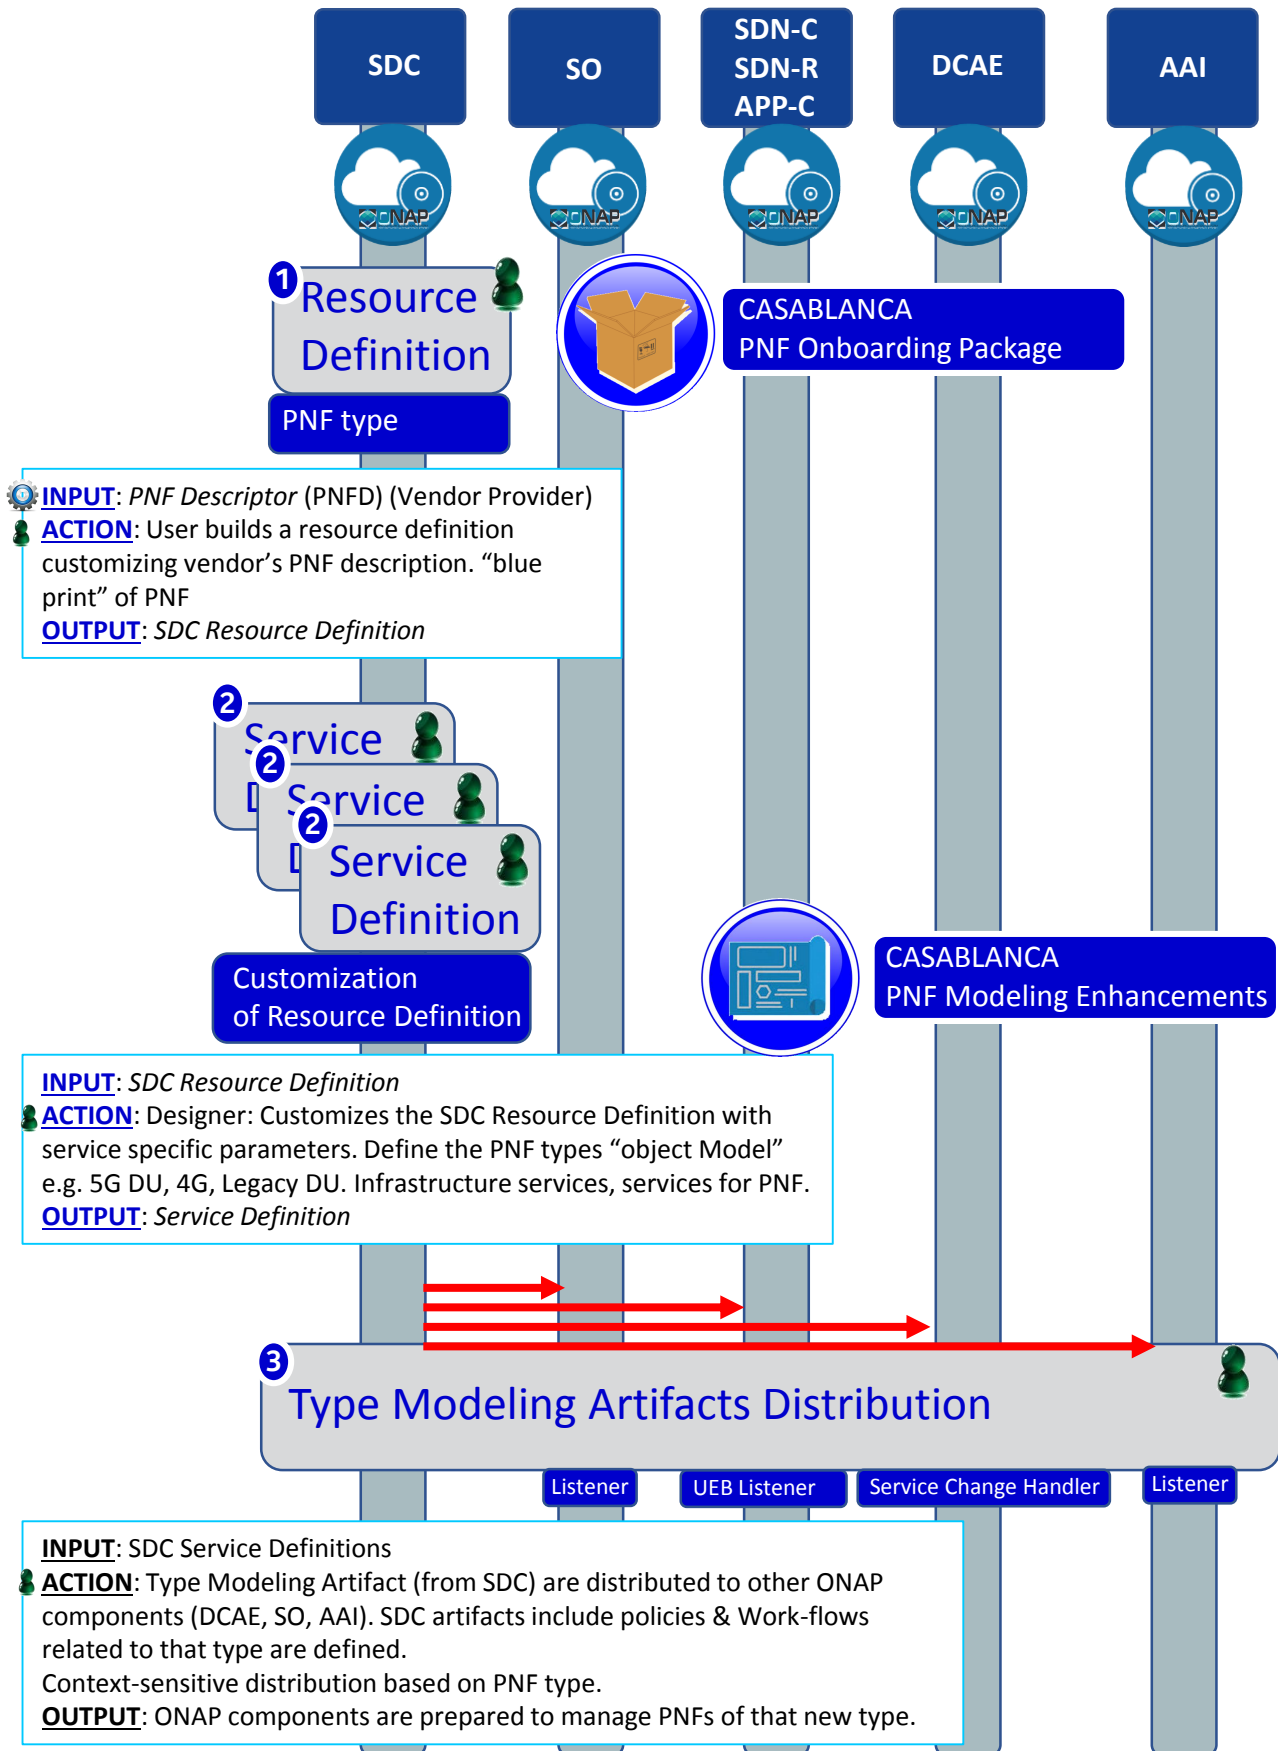 SDC
SO
SDN-C
SDN-R
APP-C
DCAE
AAI
ONAP
ONAP
ONAP
ONAP
ONAP
1
Resource
Definition
PNF type
CASABLANCA
PNF Onboarding Package
INPUT: PNF Descriptor (PNFD) (Vendor Provider)
ACTION: User builds a resource definition
customizing vendor’s PNF description. “blue
print” of PNF
OUTPUT: SDC Resource Definition
2
Service
D
2
Service
D
2
Service
Definition
Customization
of Resource Definition
CASABLANCA
PNF Modeling Enhancements
INPUT: SDC Resource Definition
ACTION: Designer: Customizes the SDC Resource Definition with
service specific parameters. Define the PNF types “object Model”
e.g. 5G DU, 4G, Legacy DU. Infrastructure services, services for PNF.
OUTPUT: Service Definition
3
Type Modeling Artifacts Distribution
Listener
UEB Listener
Service Change Handler
Listener
INPUT: SDC Service Definitions
ACTION: Type Modeling Artifact (from SDC) are distributed to other ONAP
components (DCAE, SO, AAI). SDC artifacts include policies & Work-flows
related to that type are defined.
Context-sensitive distribution based on PNF type.
OUTPUT: ONAP components are prepared to manage PNFs of that new type.